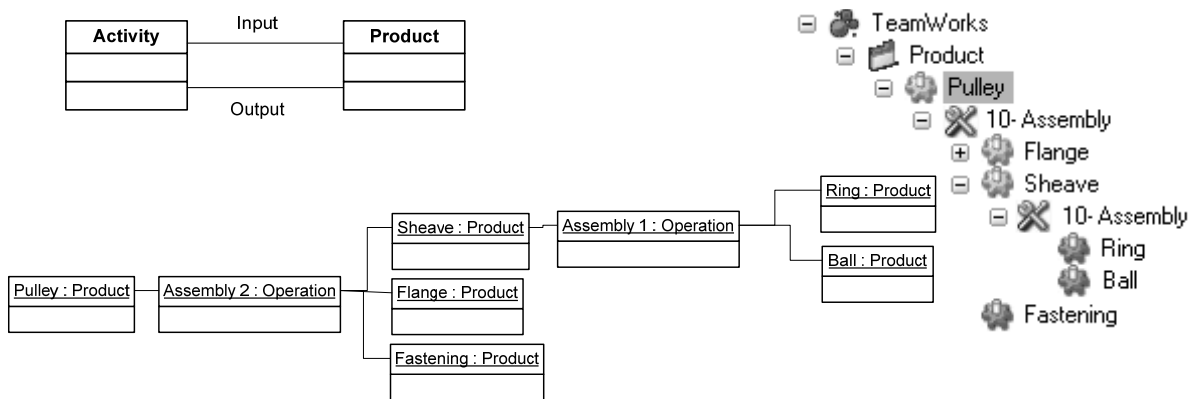 Input
Activity
Product
Output
TeamWorks
Product
Pulley
10- Assembly
Flange
Sheave
10- Assembly
Ring
Ball
Fastening
Pulley : Product
Assembly 2 : Operation
Sheave : Product
Flange : Product
Fastening : Product
Assembly 1 : Operation
Ring : Product
Ball : Product